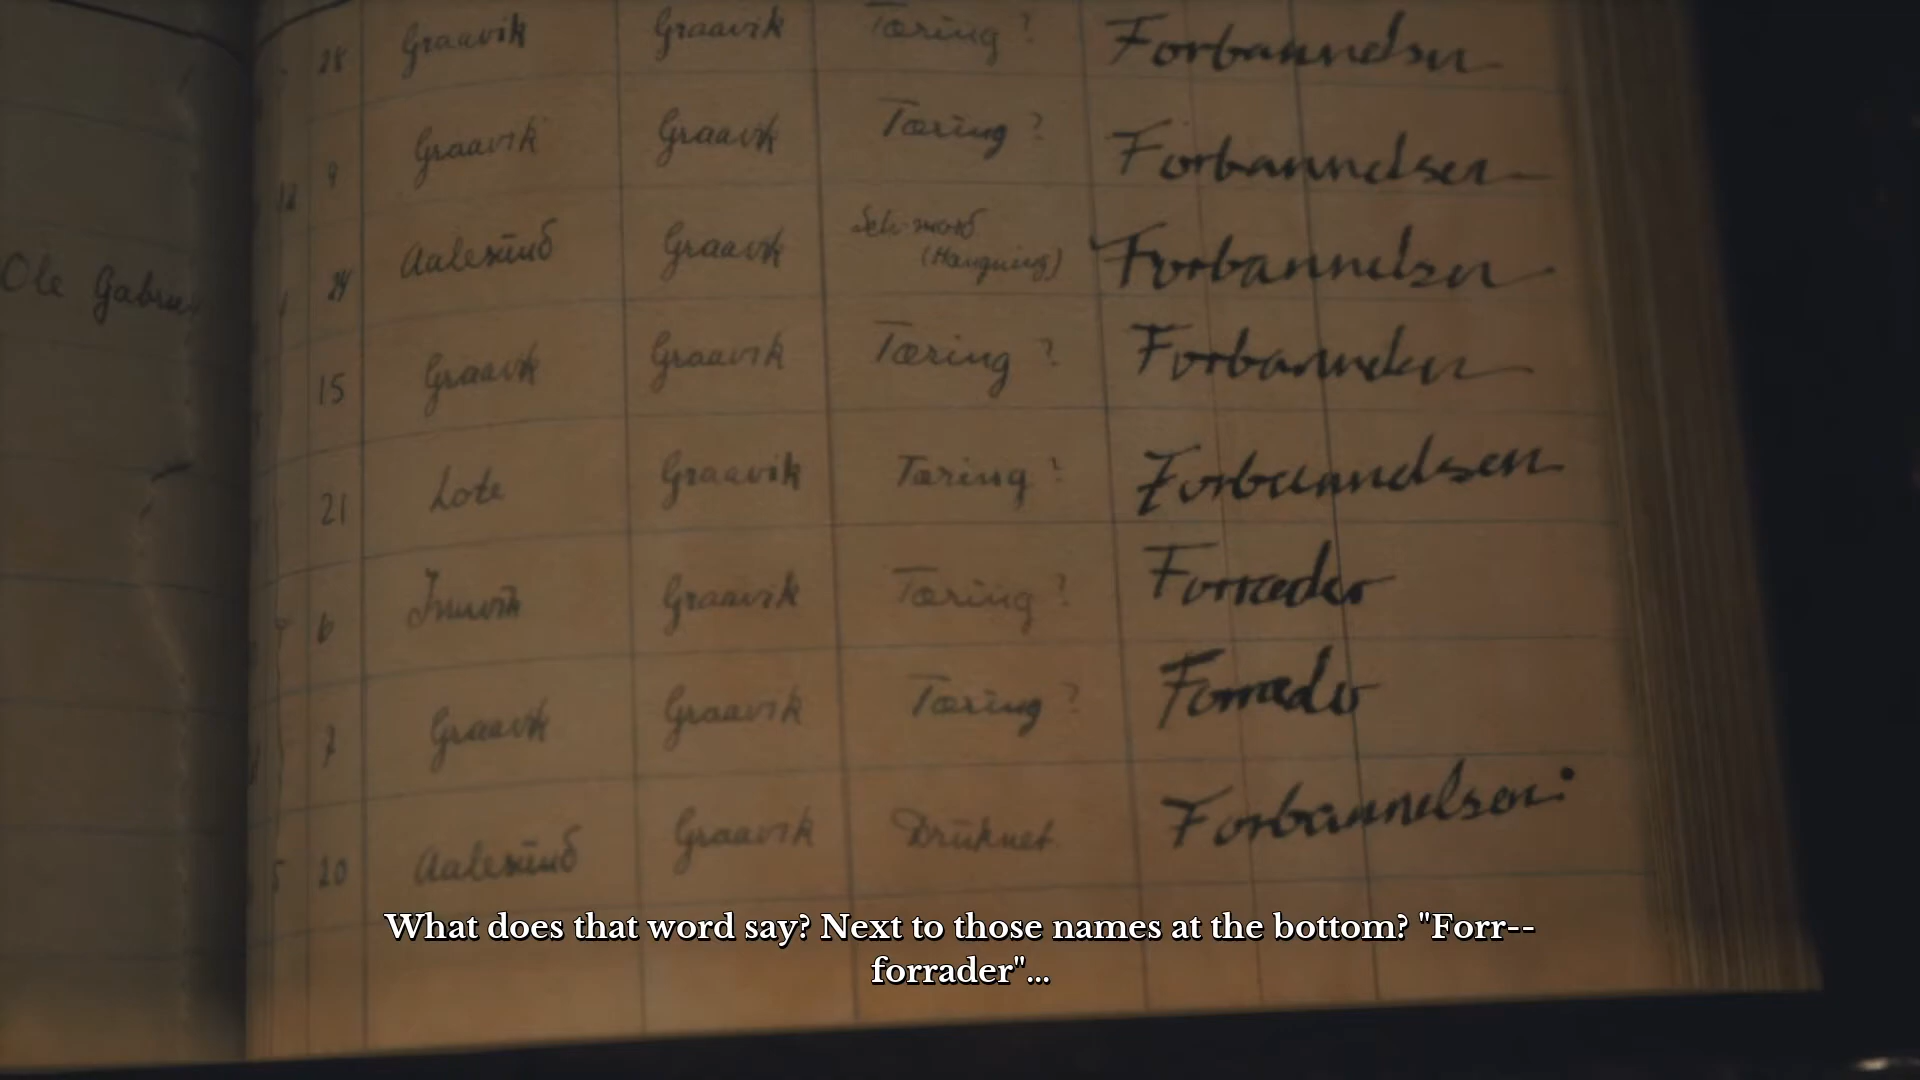 28 Graavik Graavik Tæring? Forbannelsen
9 Graavik Graavik Tæring? Forbannelsen
24 Aalesund Graavik Selvmord Forbannelsen
(Hængning)
Ole Gabriel
15 Graavik Graavik Tæring? Forbannelsen
21 Lote Graavik Tæring? Forbannelsen
6 Graavik Tæring? Forræder
7 Graavik Graavik Tæring? Forræder
20 Aalesund Graavik Druknet Forbannelsen.
What does that word say? Next to those names at the bottom? "Forr--
forrader"...